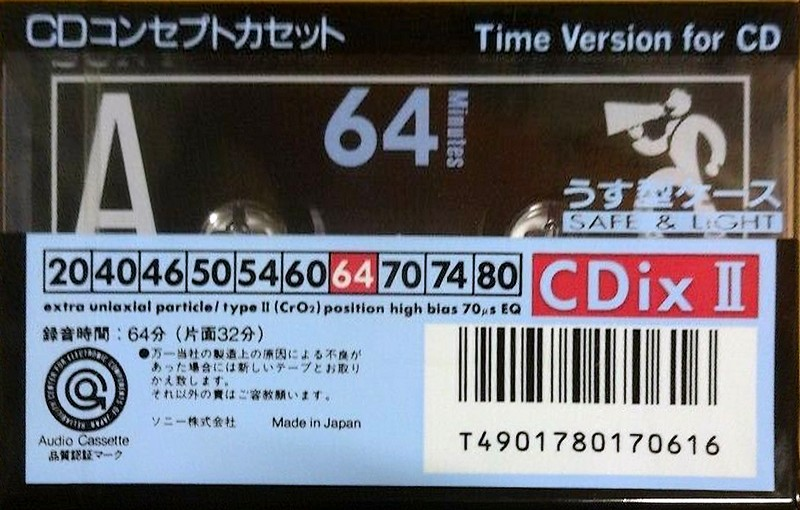 CDコンセプトカセット
Time Version for CD
A
64 Minutes
うす型ケース
SAFE & LIGHT
20 40 46 50 54 60 64 70 74 80
CDix II
extra uniaxial particle/type II (CrO₂) position high bias 70μs EQ
録音時間：64分（片面32分）
●万一当社の製造上の原因による不良が
あった場合には新しいテープとお取り
かえ致します。
それ以外の責はご容赦願います。
ソニー株式会社 Made in Japan
RELIABILITY CENTER FOR ELECTRONIC COMPONENTS OF JAPAN
Audio Cassette
品質認証マーク
T4901780170616